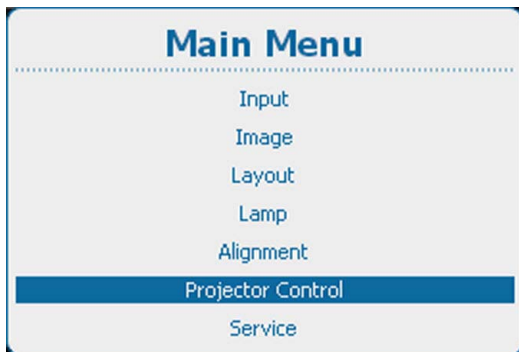 Main Menu
Input
Image
Layout
Lamp
Alignment
Projector Control
Service